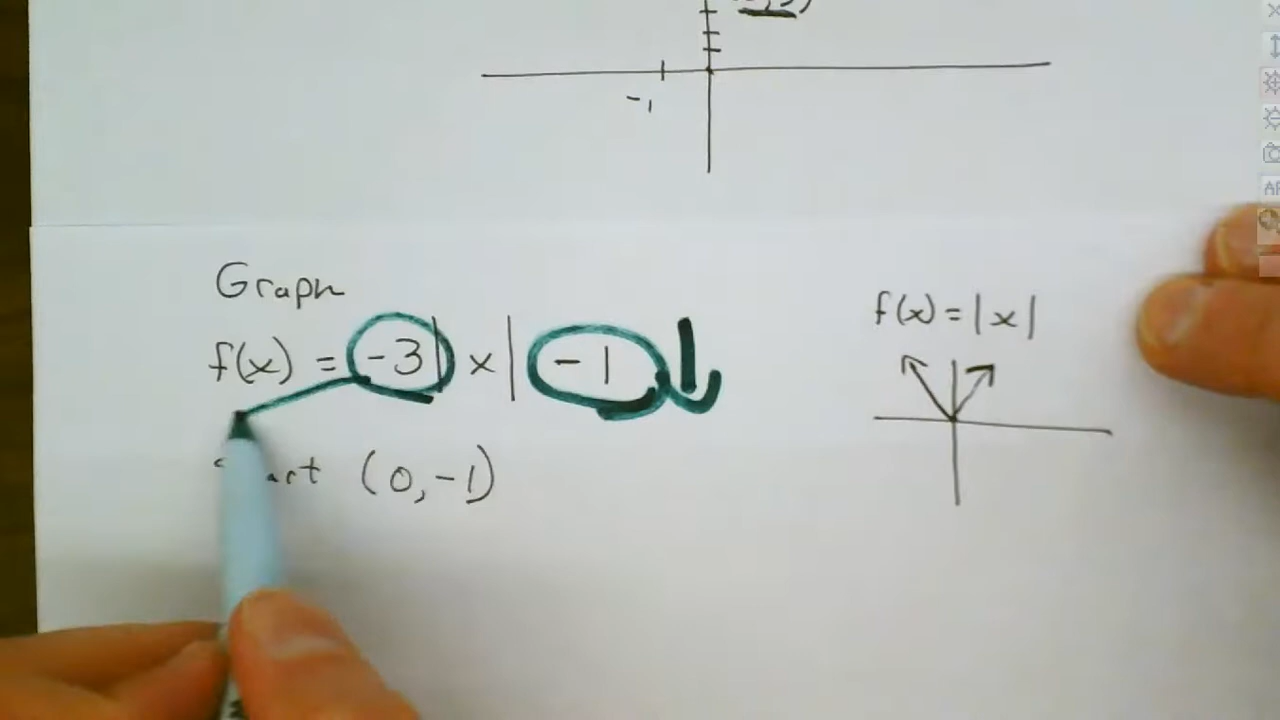 -1
Graph
f(x) = -3|x| -1
f(x) = |x|
(0,-1)